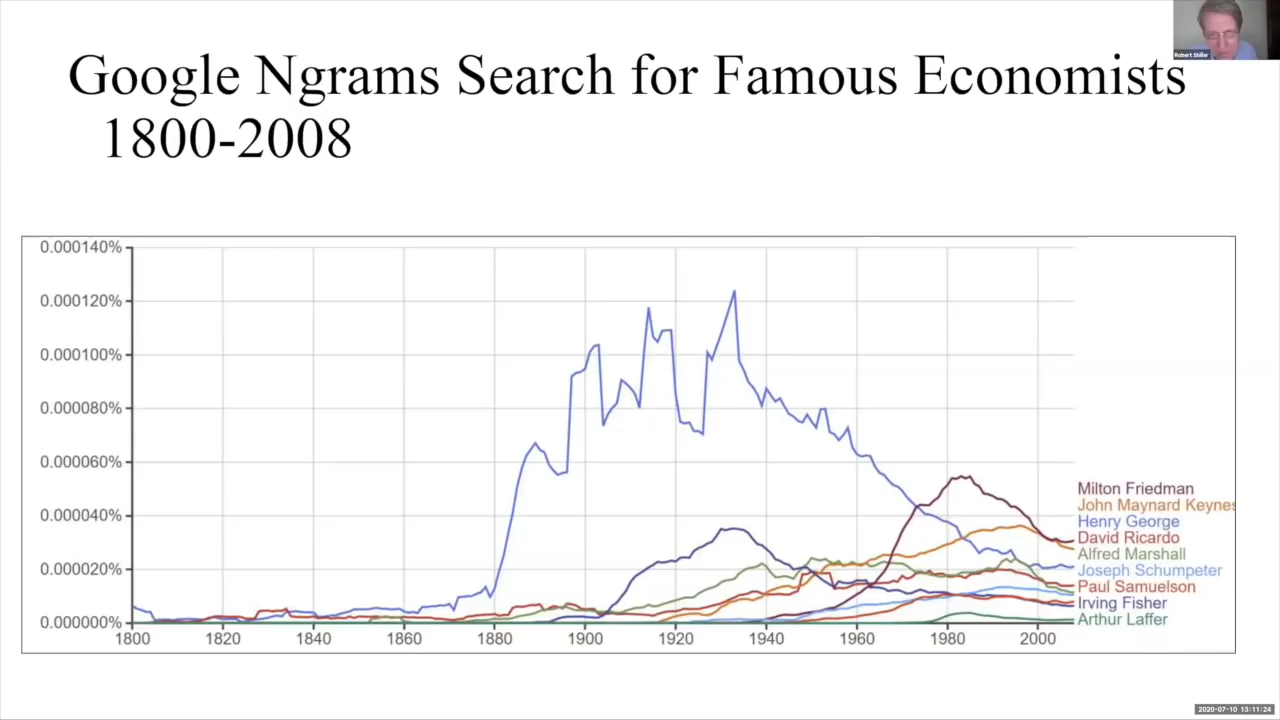 Robert Shiller
Google Ngrams Search for Famous Economists
1800-2008
0.000140%
0.000120%
0.000100%
0.000080%
0.000060%
0.000040%
0.000020%
0.000000%
1800 1820 1840 1860 1880 1900 1920 1940 1960 1980 2000
Milton Friedman
John Maynard Keynes
Henry George
David Ricardo
Alfred Marshall
Joseph Schumpeter
Paul Samuelson
Irving Fisher
Arthur Laffer
2020-07-10 13:11:24